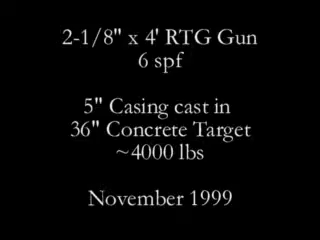 2-1/8" x 4' RTG Gun
6 spf
5" Casing cast in
36" Concrete Target
~4000 lbs
November 1999